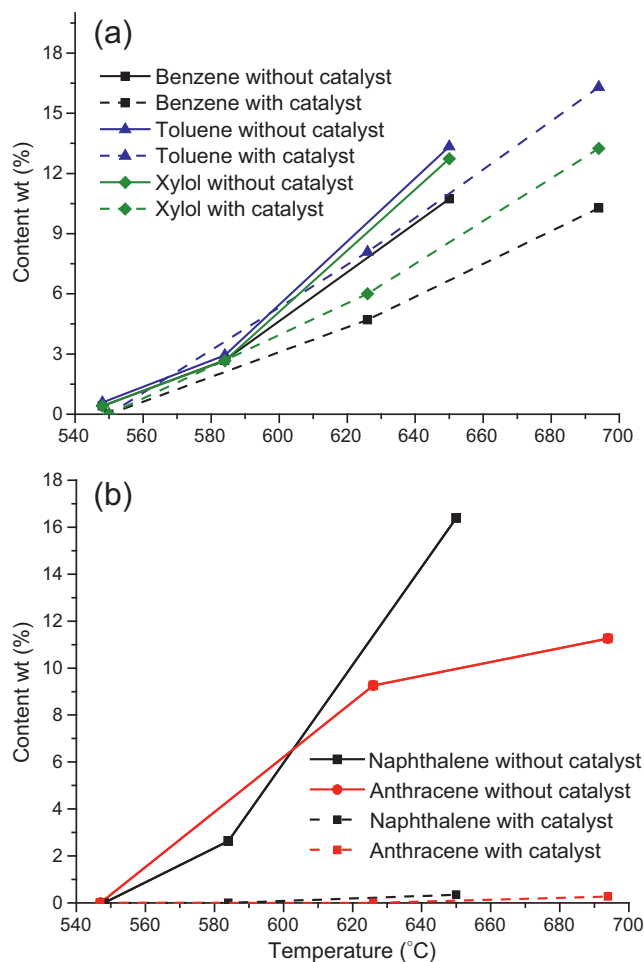 (a)
Benzene without catalyst
Benzene with catalyst
Toluene without catalyst
Toluene with catalyst
Xylol without catalyst
Xylol with catalyst
Content wt (%)
18
15
12
9
6
3
0
540 560 580 600 620 640 660 680 700
(b)
Content wt (%)
18
16
14
12
10
8
6
4
2
0
Naphthalene without catalyst
Anthracene without catalyst
Naphthalene with catalyst
Anthracene with catalyst
540 560 580 600 620 640 660 680 700
Temperature (°C)